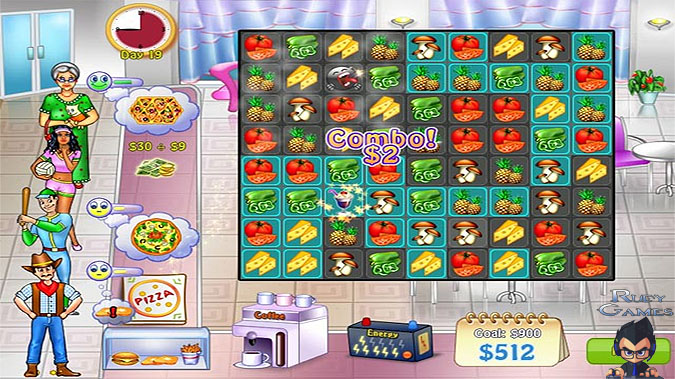 Day 19
$30 ÷ $9
Combo!
$2
PIZZA
Coffee
Energy
Goal: $900
$512
RUBY
GAMES